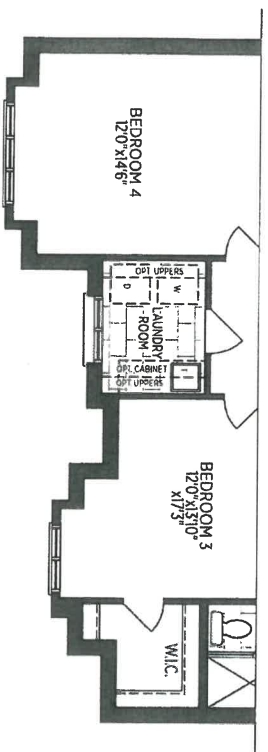 BEDROOM 4
12'0"x14'6"
OPT UPPERS
W
D
LAUNDRY
ROOM
OPT. CABINET
OPT UPPERS
BEDROOM 3
12'0"x13'10"
x17'3"
W.I.C.